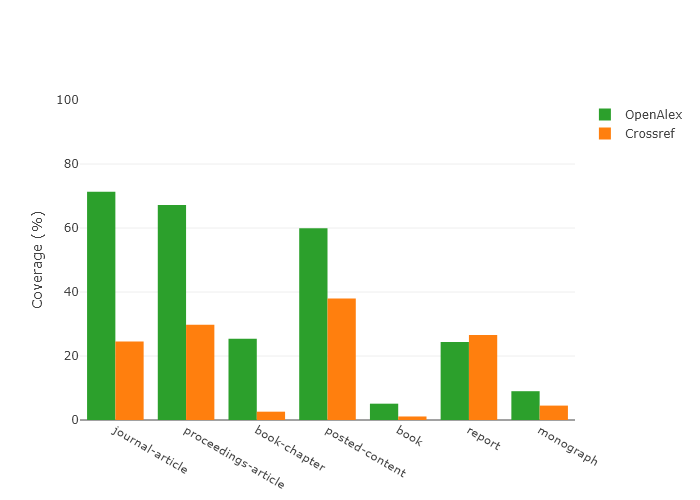 100
80
60
40
20
0
Coverage (%)
journal-article
proceedings-article
book-chapter
posted-content
book
report
monograph
OpenAlex
Crossref